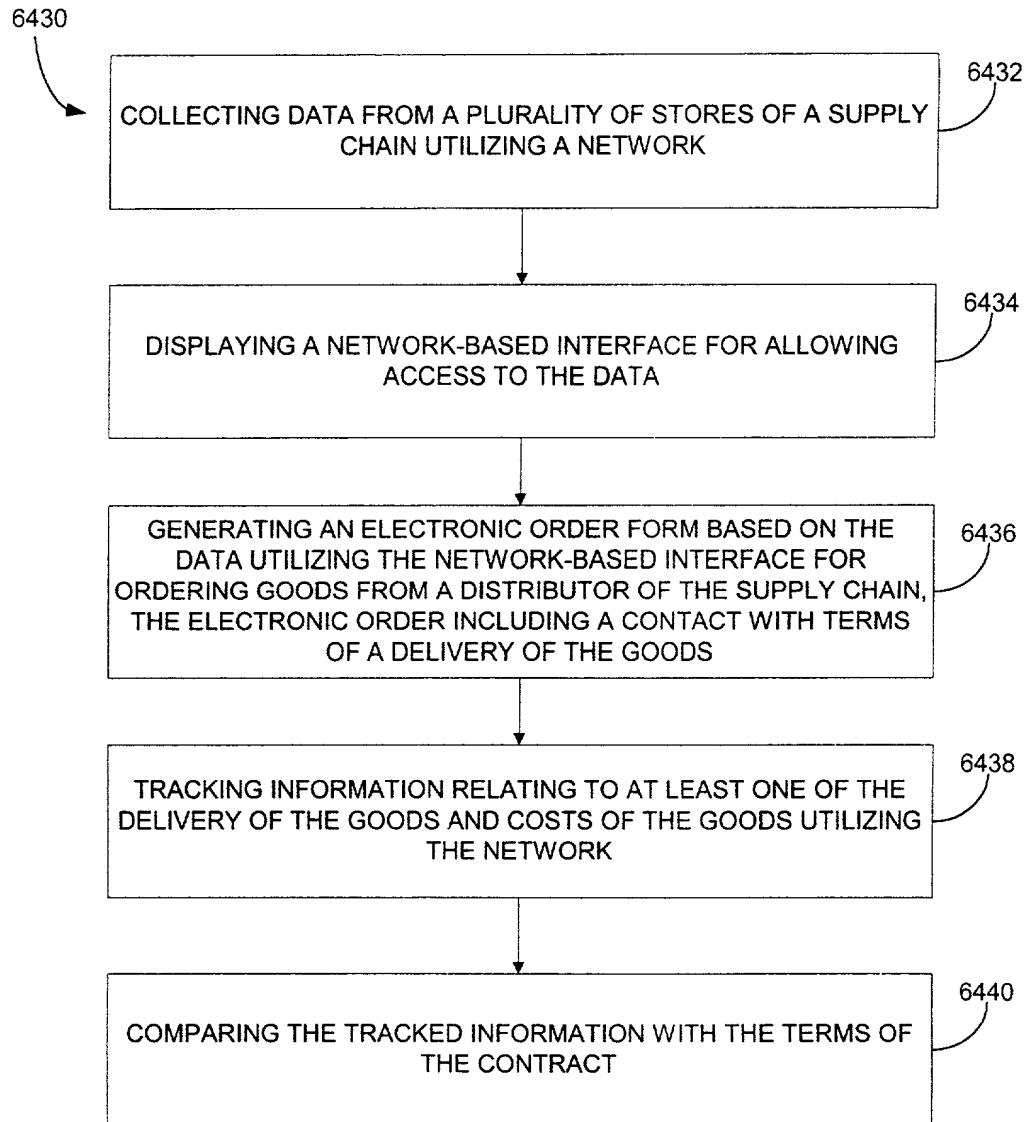 6430
6432
COLLECTING DATA FROM A PLURALITY OF STORES OF A SUPPLY
CHAIN UTILIZING A NETWORK
6434
DISPLAYING A NETWORK-BASED INTERFACE FOR ALLOWING
ACCESS TO THE DATA
6436
GENERATING AN ELECTRONIC ORDER FORM BASED ON THE
DATA UTILIZING THE NETWORK-BASED INTERFACE FOR
ORDERING GOODS FROM A DISTRIBUTOR OF THE SUPPLY CHAIN,
THE ELECTRONIC ORDER INCLUDING A CONTACT WITH TERMS
OF A DELIVERY OF THE GOODS
6438
TRACKING INFORMATION RELATING TO AT LEAST ONE OF THE
DELIVERY OF THE GOODS AND COSTS OF THE GOODS UTILIZING
THE NETWORK
6440
COMPARING THE TRACKED INFORMATION WITH THE TERMS OF
THE CONTRACT